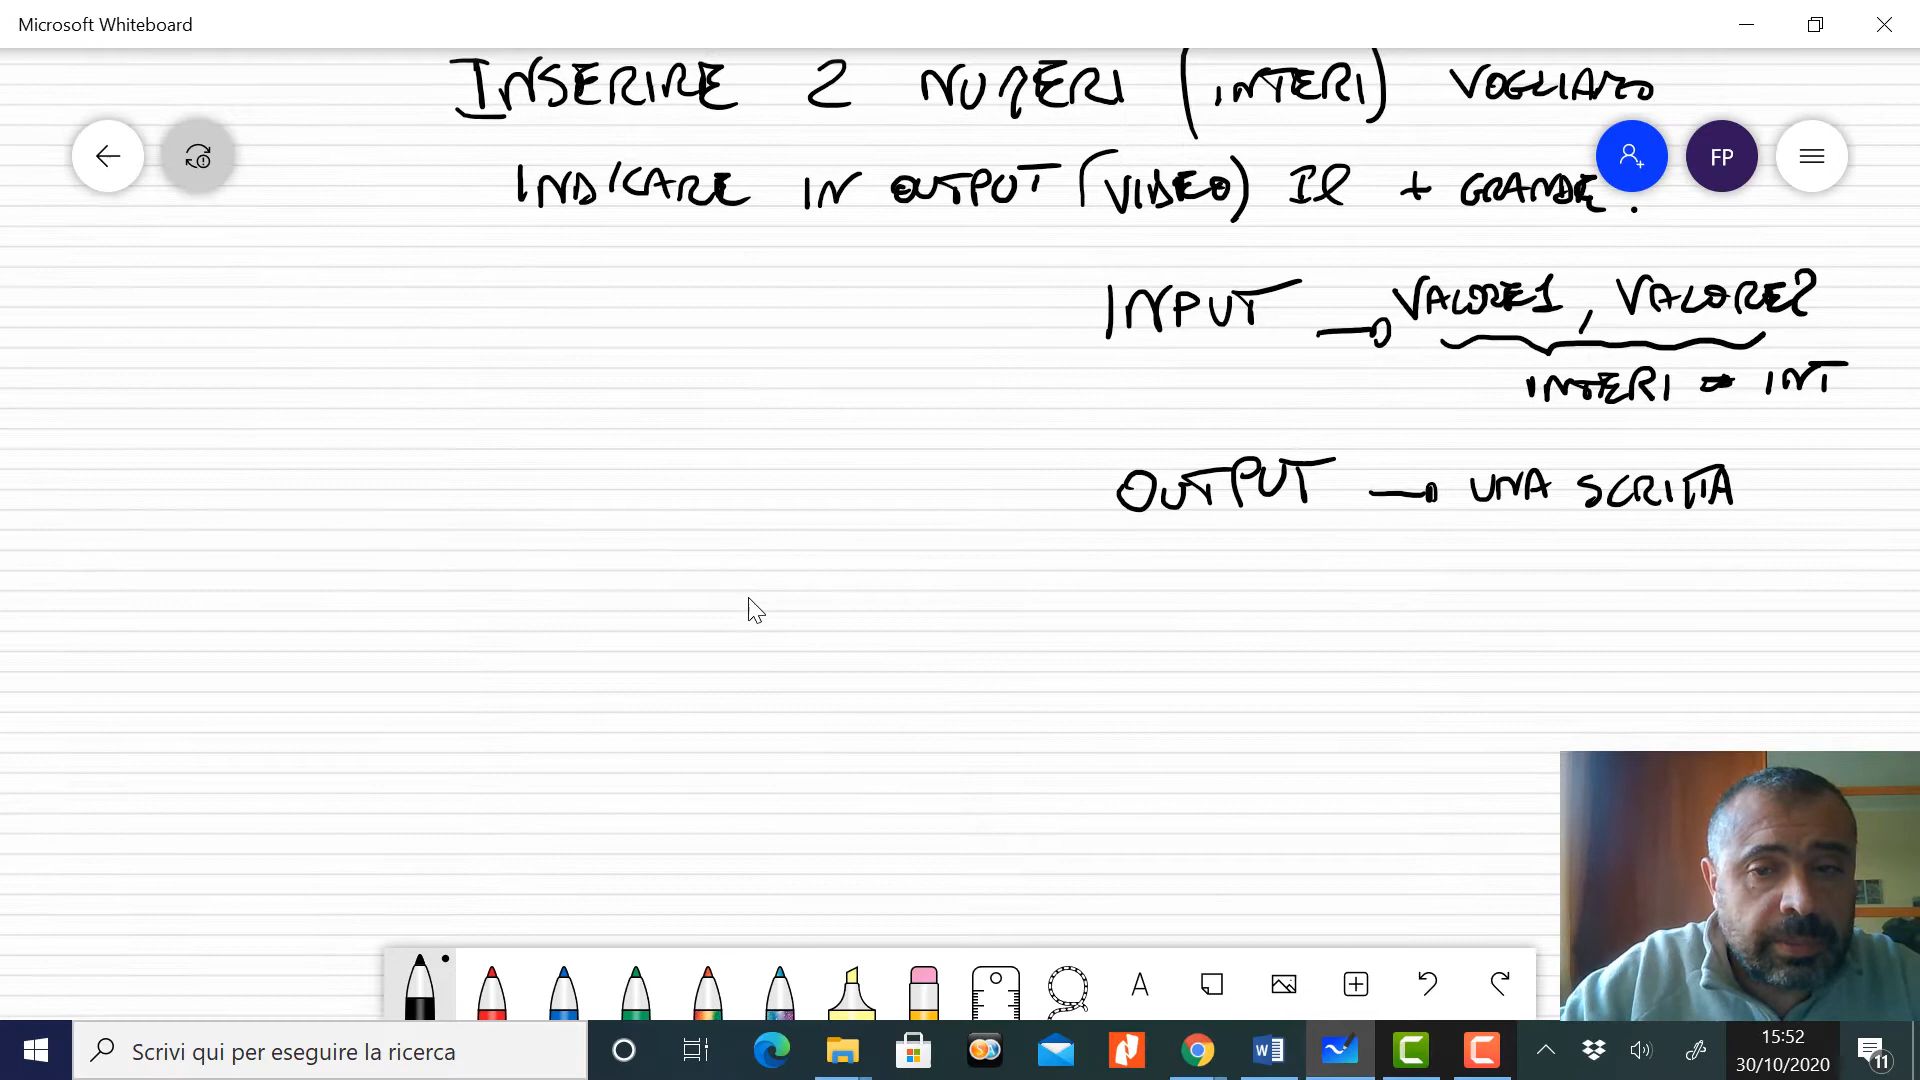 Microsoft Whiteboard
INSERIRE 2 NUMERI (INTERI) VOGLIAMO
INDICARE IN OUTPUT (VIDEO) Il + GRANDE.
FP
INPUT → VALORE1, VALORE2
INTERI = INT
OUTPUT → UNA SCRITTA
A
Scrivi qui per eseguire la ricerca
15:52
30/10/2020
11